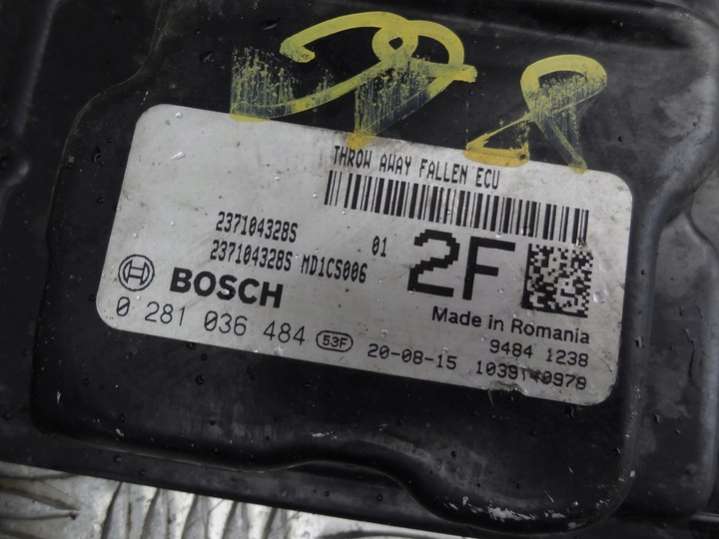 THROW AWAY FALLEN ECU
237104328S
237104328S MD1CS006 01
2F
BOSCH
Made in Romania
0 281 036 484 53F 20-08-15
9484 1238